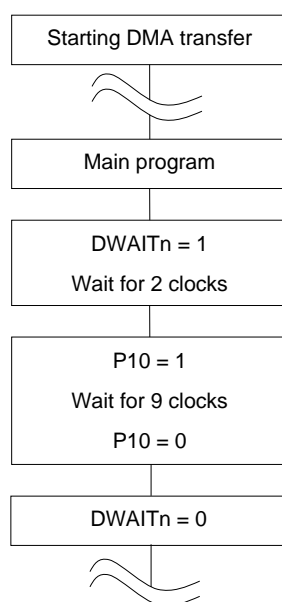 Starting DMA transfer
Main program
DWAITn = 1
Wait for 2 clocks
P10 = 1
Wait for 9 clocks
P10 = 0
DWAITn = 0